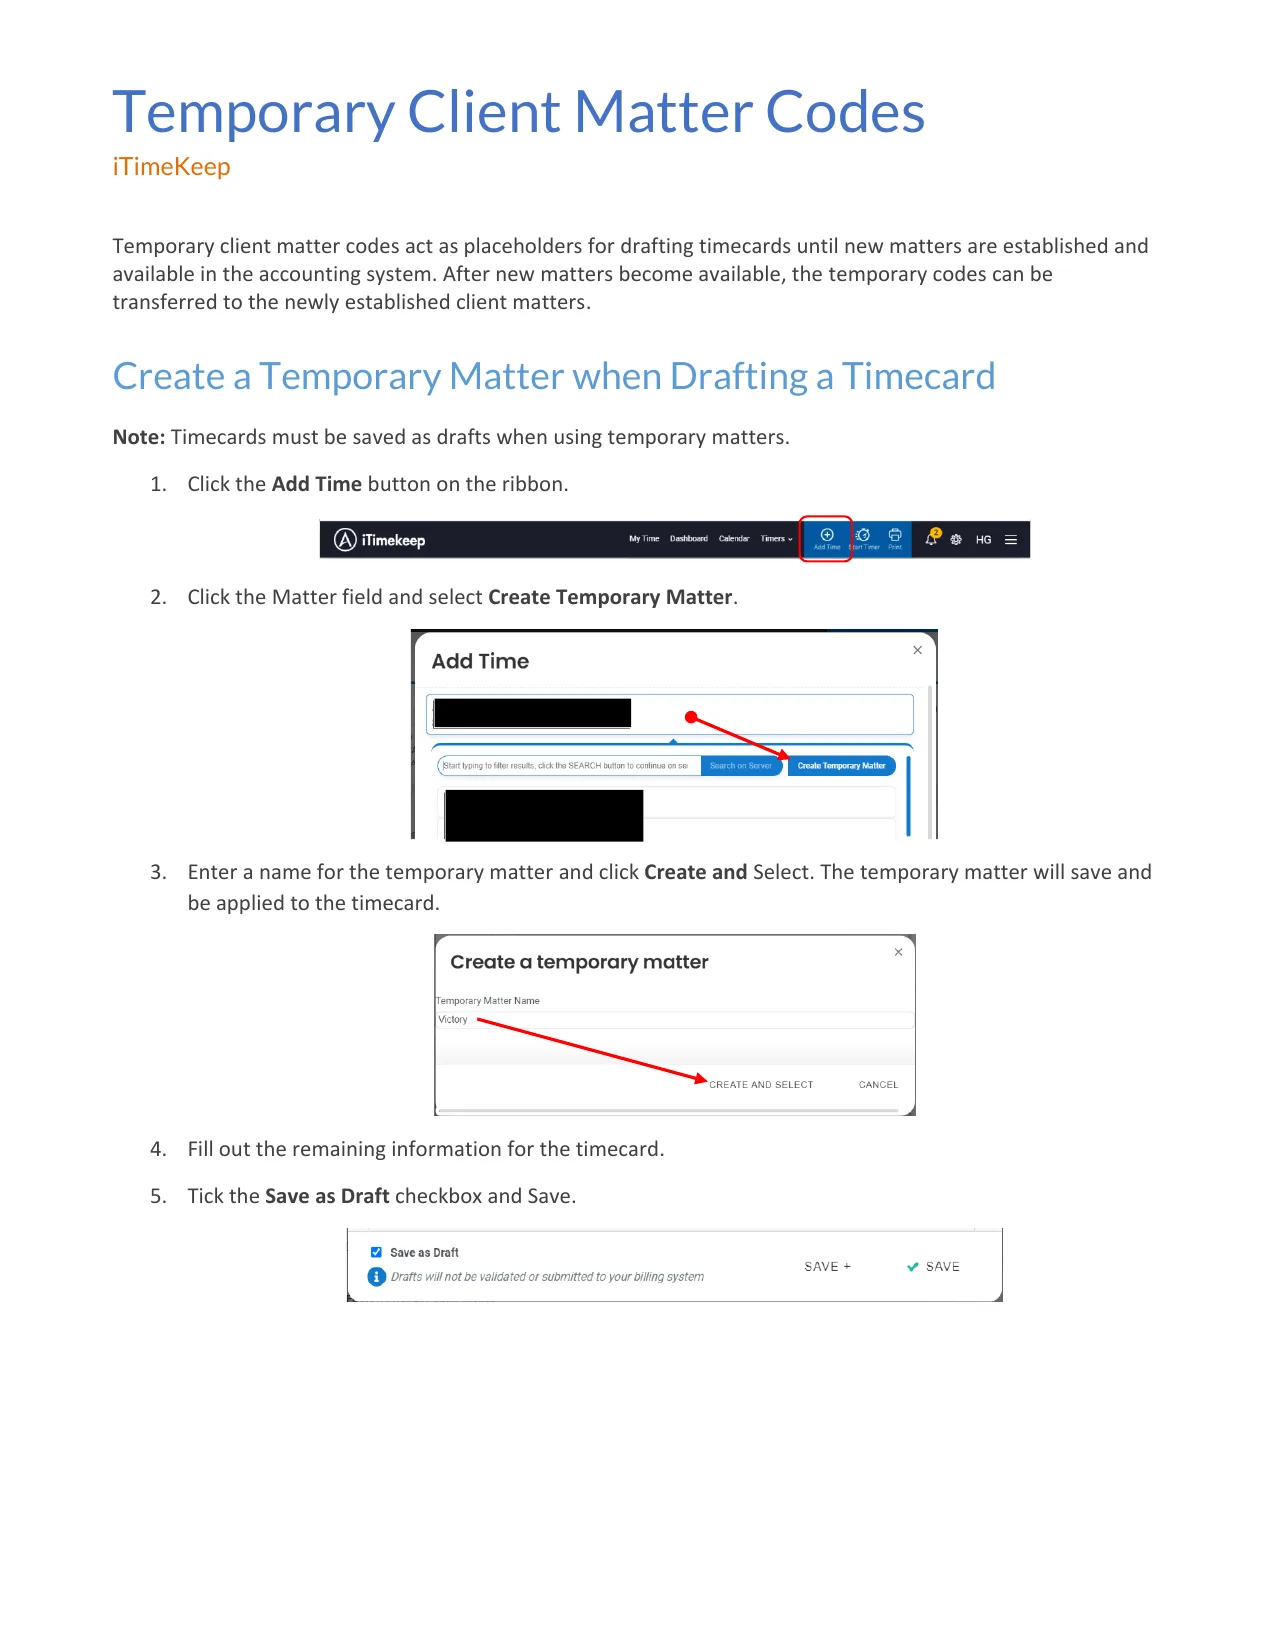 Temporary Client Matter Codes
iTimeKeep
Temporary client matter codes act as placeholders for drafting timecards until new matters are established and
available in the accounting system. After new matters become available, the temporary codes can be
transferred to the newly established client matters.
Create a Temporary Matter when Drafting a Timecard
Note: Timecards must be saved as drafts when using temporary matters.
1. Click the Add Time button on the ribbon.
iTimekeep My Time Dashboard Calendar Timers Add Time Start Timer Print 2 HG
2. Click the Matter field and select Create Temporary Matter.
Add Time
Start typing to filter results, click the SEARCH button to continue on se Search on Server Create Temporary Matter
3. Enter a name for the temporary matter and click Create and Select. The temporary matter will save and
be applied to the timecard.
Create a temporary matter
Temporary Matter Name
Victory
CREATE AND SELECT CANCEL
4. Fill out the remaining information for the timecard.
5. Tick the Save as Draft checkbox and Save.
Save as Draft
Drafts will not be validated or submitted to your billing system
SAVE + SAVE